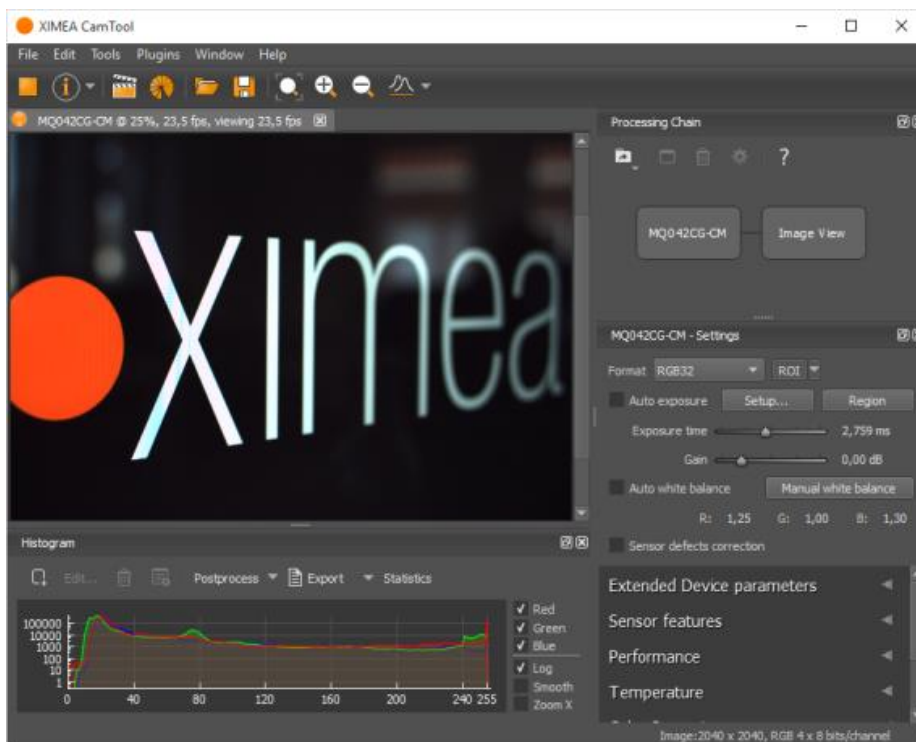 XIMEA CamTool
File Edit Tools Plugins Window Help
MQ042CG-CM @ 25%, 23,5 fps, viewing 23,5 fps
XImea
Processing Chain
?
MQ042CG-CM Image View
MQ042CG-CM - Settings
Format RGB32 ROI
Auto exposure Setup... Region
Exposure time 2,759 ms
Gain 0,00 dB
Auto white balance Manual white balance
R: 1,25 G: 1,00 B: 1,30
Sensor defects correction
Extended Device parameters
Sensor features
Performance
Temperature
Histogram
Edit... Postprocess Export Statistics
100000
10000
1000
100
10
1
0 40 80 120 160 200 240 255
Red
Green
Blue
Log
Smooth
Zoom X
Image:2040 x 2040, RGB 4 x 8 bits/channel